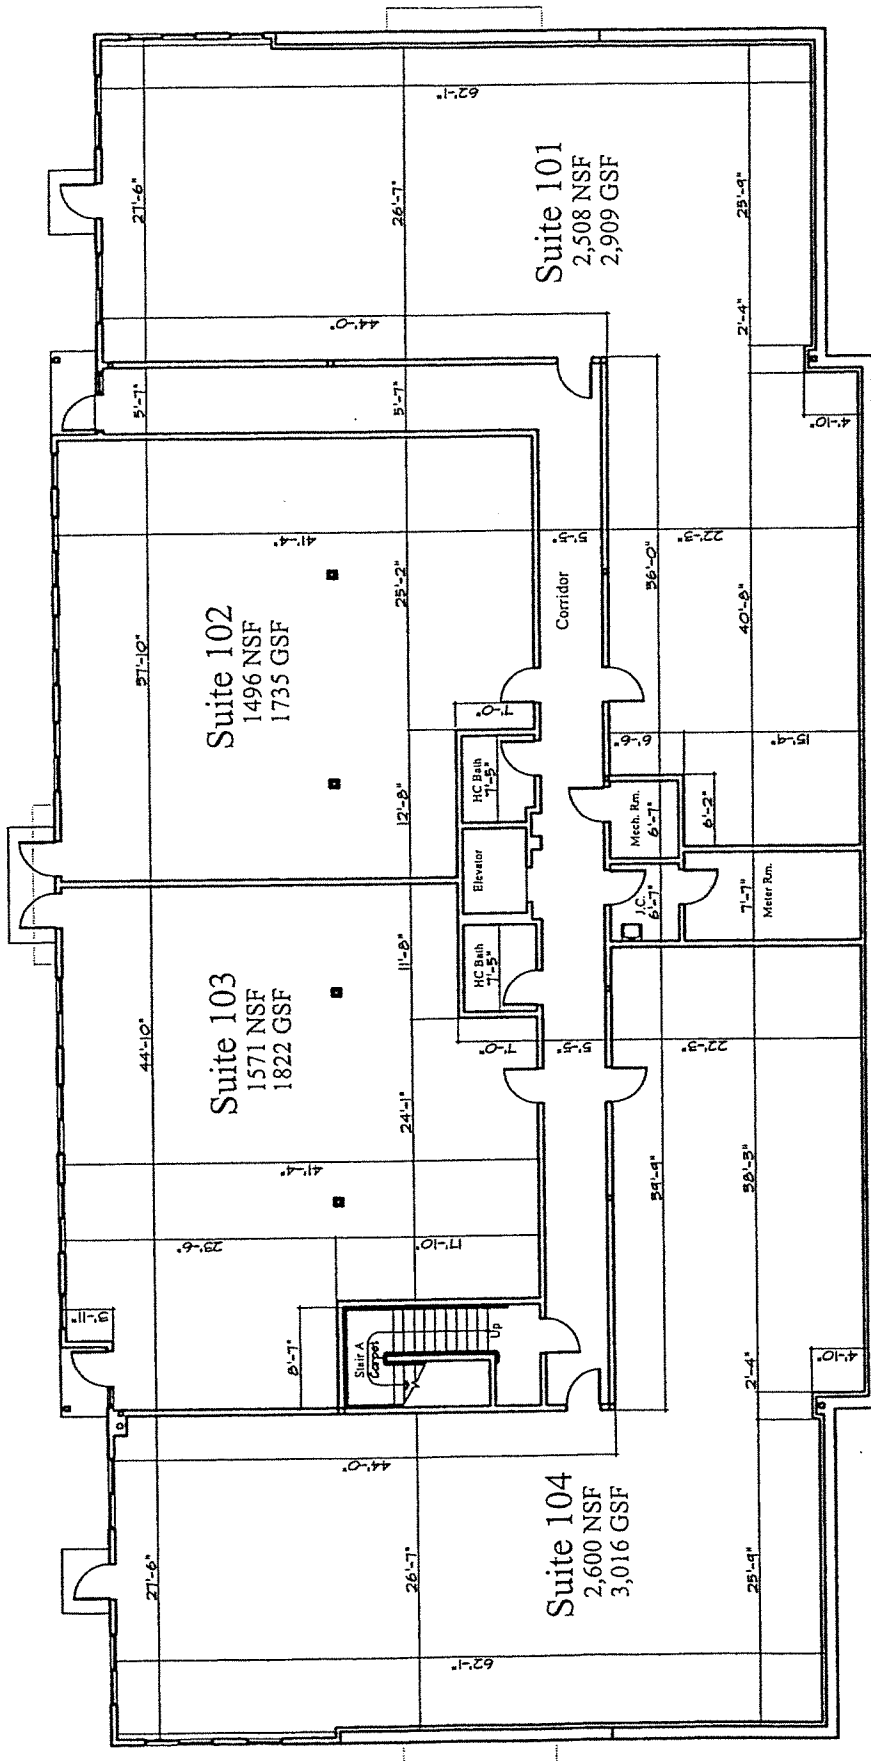 Suite 104
2,600 NSF
3,016 GSF
27'-6"
26'-7"
25'-9"
62'-1"
44'-0"
2'-4"
4'-10"
Suite 103
1571 NSF
1822 GSF
44'-10"
24'-1"
11'-8"
41'-4"
23'-6"
17'-10"
3'-11"
8'-7"
Stair A
Carpet
Up
7'-0"
5'-5"
22'-3"
39'-9"
38'-3"
HC Bath
7'-5"
Elevator
HC Bath
7'-5"
J.C.
6'-7"
Mech. Rm.
6'-7"
7'-7"
Meter Rm.
6'-2"
Suite 102
1496 NSF
1735 GSF
37'-10"
12'-8"
25'-2"
41'-4"
7'-0"
5'-5"
Corridor
6'-6"
15'-4"
36'-0"
40'-8"
22'-3"
5'-7"
5'-7"
4'-10"
2'-4"
Suite 101
2,508 NSF
2,909 GSF
44'-0"
27'-6"
26'-7"
25'-9"
62'-1"